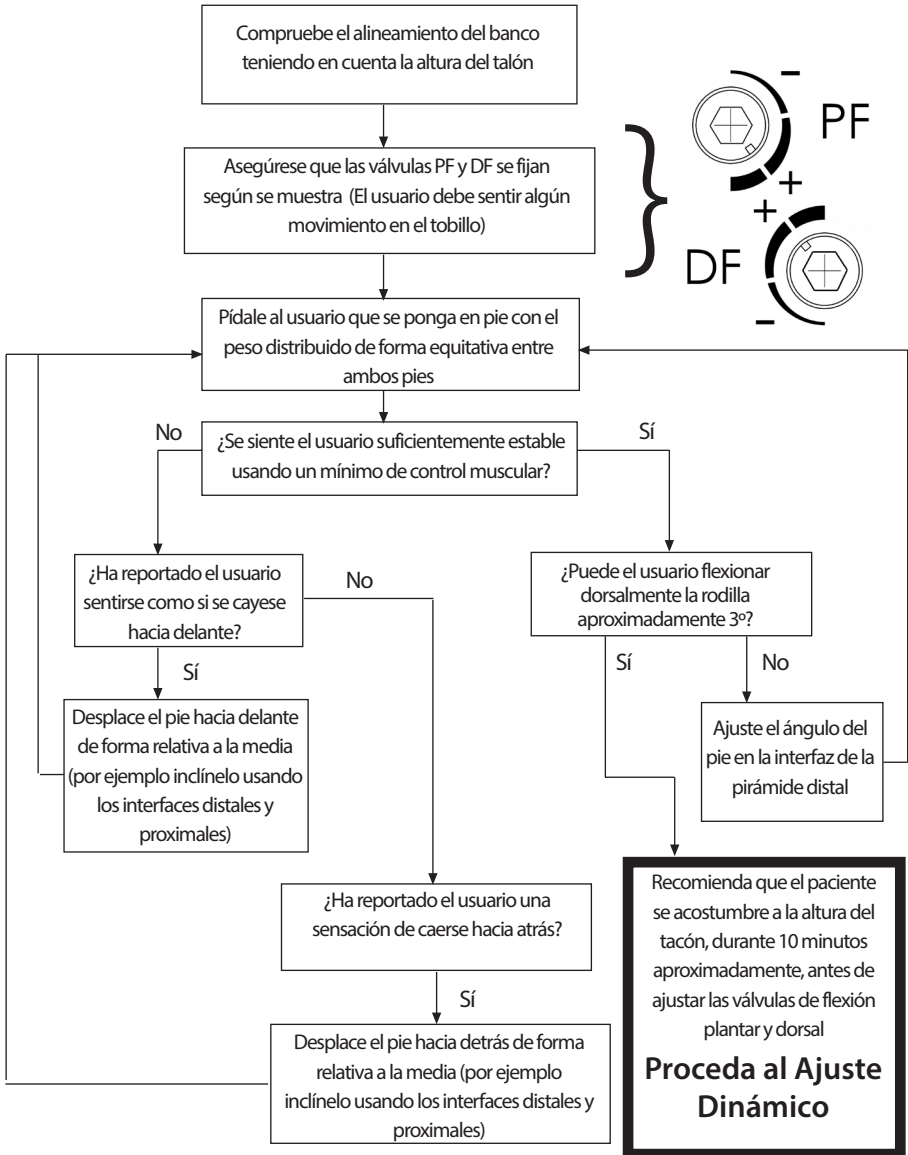 Compruebe el alineamiento del banco
teniendo en cuenta la altura del talón
Asegúrese que las válvulas PF y DF se fijan
según se muestra (El usuario debe sentir algún
movimiento en el tobillo)
-
PF
+
+
DF
-
Pídale al usuario que se ponga en pie con el
peso distribuido de forma equitativa entre
ambos pies
No
¿Se siente el usuario suficientemente estable
usando un mínimo de control muscular?
Sí
¿Ha reportado el usuario
sentirse como si se cayese
hacia delante?
No
Sí
Desplace el pie hacia delante
de forma relativa a la media
(por ejemplo inclínelo usando
los interfaces distales y
proximales)
¿Ha reportado el usuario una
sensación de caerse hacia atrás?
Sí
Desplace el pie hacia detrás de forma
relativa a la media (por ejemplo
inclínelo usando los interfaces distales y
proximales)
¿Puede el usuario flexionar
dorsalmente la rodilla
aproximadamente 3º?
Sí
No
Ajuste el ángulo del
pie en la interfaz de la
pirámide distal
Recomienda que el paciente
se acostumbre a la altura del
tacón, durante 10 minutos
aproximadamente, antes de
ajustar las válvulas de flexión
plantar y dorsal
Proceda al Ajuste
Dinámico